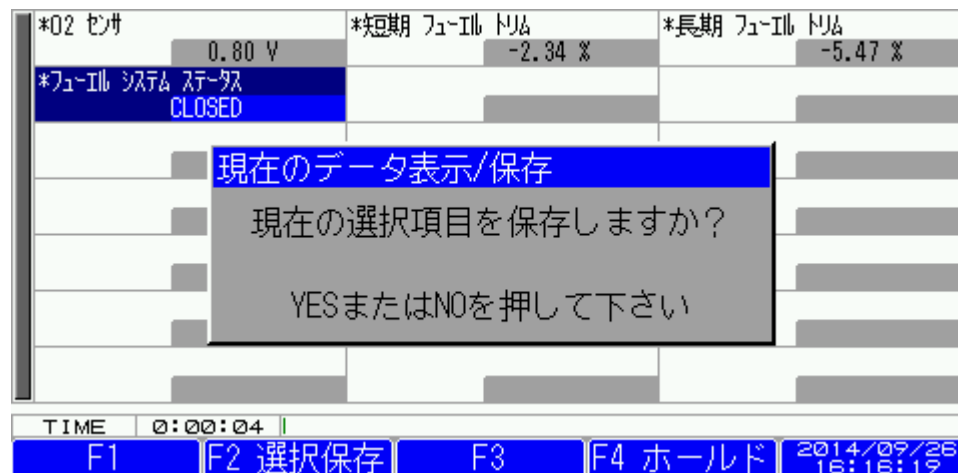 *O2 センサ
0.80 V
*短期 フューエル トリム
-2.34 %
*長期 フューエル トリム
-5.47 %
*フューエル システム ステータス
CLOSED
現在のデータ表示/保存
現在の選択項目を保存しますか?
YESまたはNOを押して下さい
TIME 0:00:04
F1 F2 選択保存 F3 F4 ホールド 2014/09/26
16:16:19